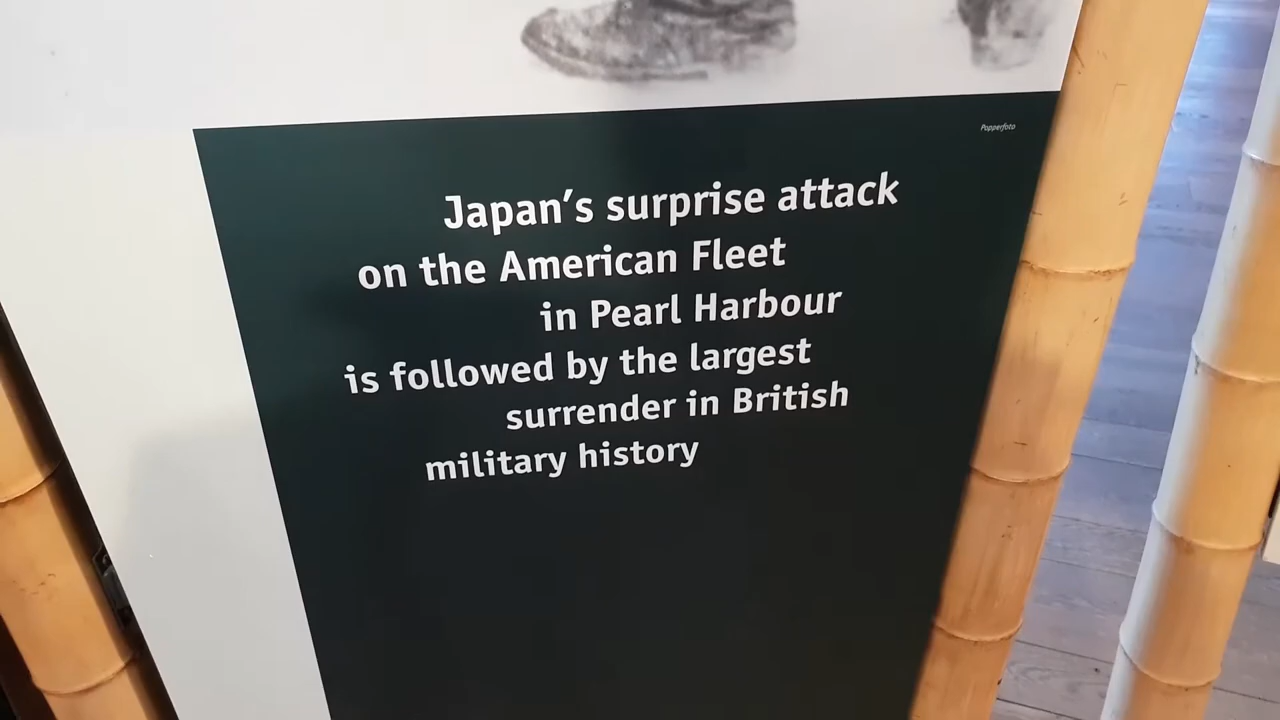 Popperfoto
Japan's surprise attack
on the American Fleet
in Pearl Harbour
is followed by the largest
surrender in British
military history